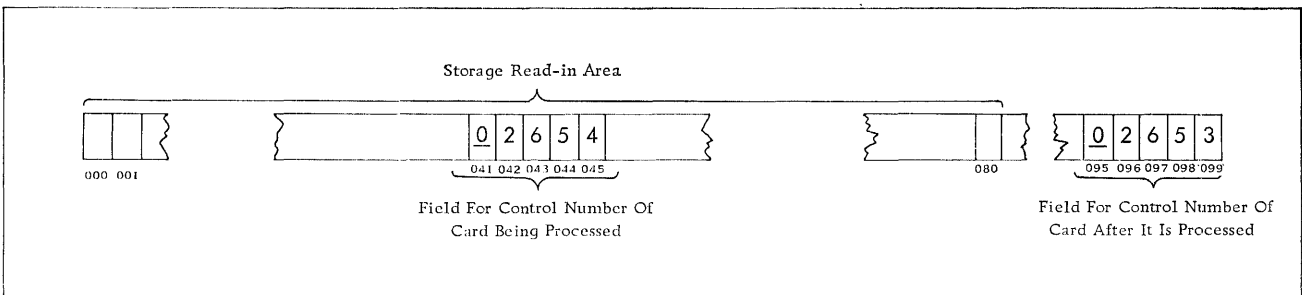 Storage Read-in Area
0 2 6 5 4
0 2 6 5 3
000 001
041 042 043 044 045
080
095 096 097 098 099
Field For Control Number Of
Card Being Processed
Field For Control Number Of
Card After It Is Processed